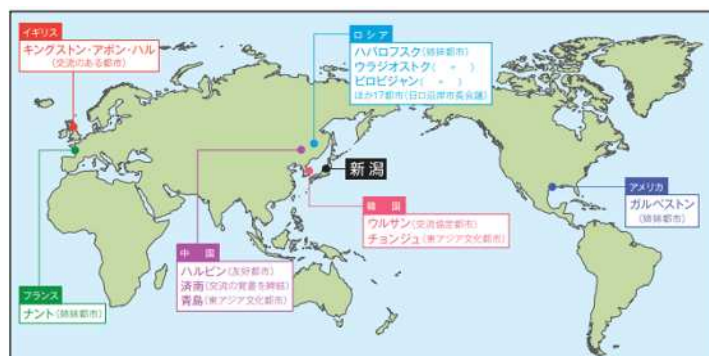 イギリス
キングストン・アポン・ハル
(交流のある都市)
ロシア
ハバロフスク(姉妹都市)
ウラジオストク( 〃 )
ビロビジャン( 〃 )
ほか17都市(日ロ沿岸市長会議)
新潟
アメリカ
ガルベストン
(姉妹都市)
韓国
ウルサン(交流協定都市)
チョンジュ(東アジア文化都市)
中国
ハルビン(友好都市)
済南(交流の覚書を締結)
青島(東アジア文化都市)
フランス
ナント(姉妹都市)